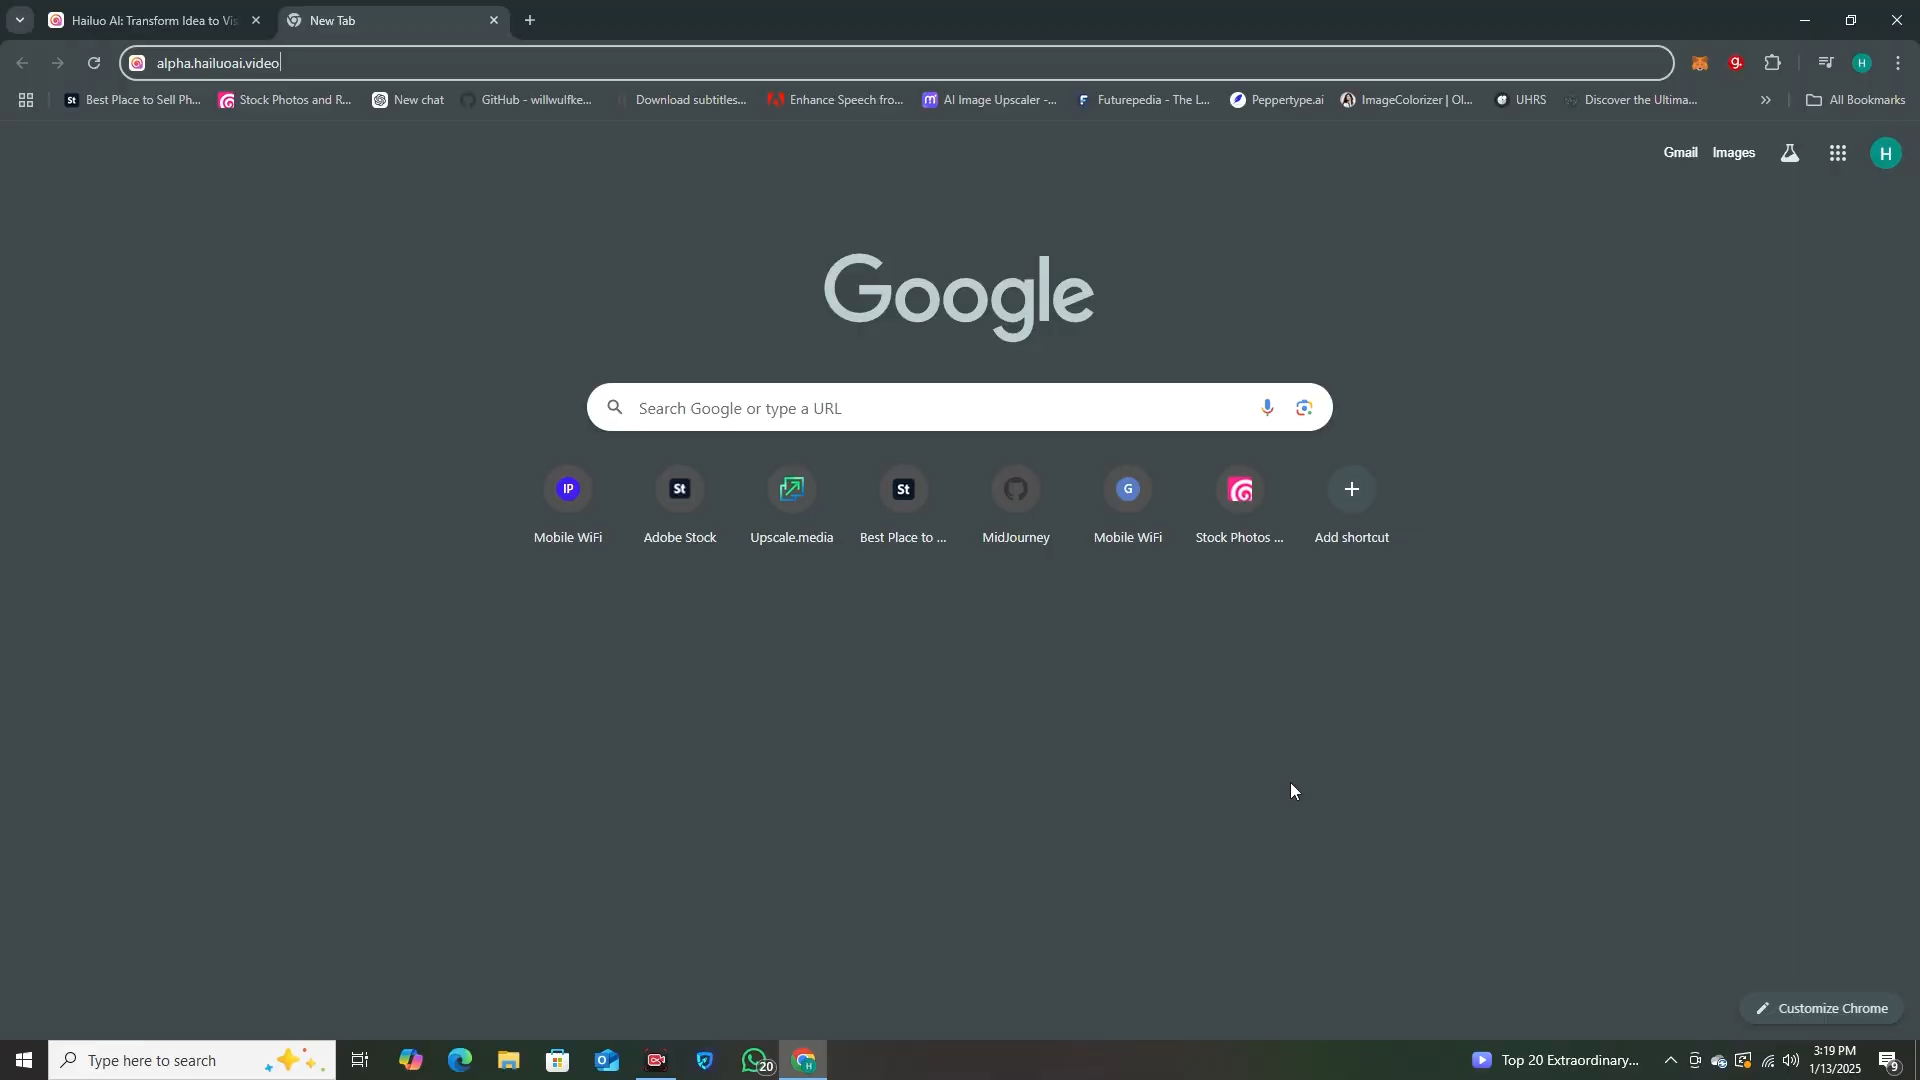 Hailuo AI: Transform Idea to Vis
New Tab
alpha.hailuoai.video
H
Best Place to Sell Ph...
Stock Photos and R...
New chat
GitHub - willwulfke...
Download subtitles...
Enhance Speech fro...
AI Image Upscaler -...
Futurepedia - The L...
Peppertype.ai
ImageColorizer | Ol...
UHRS
Discover the Ultima...
All Bookmarks
Gmail
Images
H
Google
Search Google or type a URL
IP
St
St
G
Mobile WiFi
Adobe Stock
Upscale.media
Best Place to ...
MidJourney
Mobile WiFi
Stock Photos ...
Add shortcut
Customize Chrome
Type here to search
20
Top 20 Extraordinary...
3:19 PM
1/13/2025
9